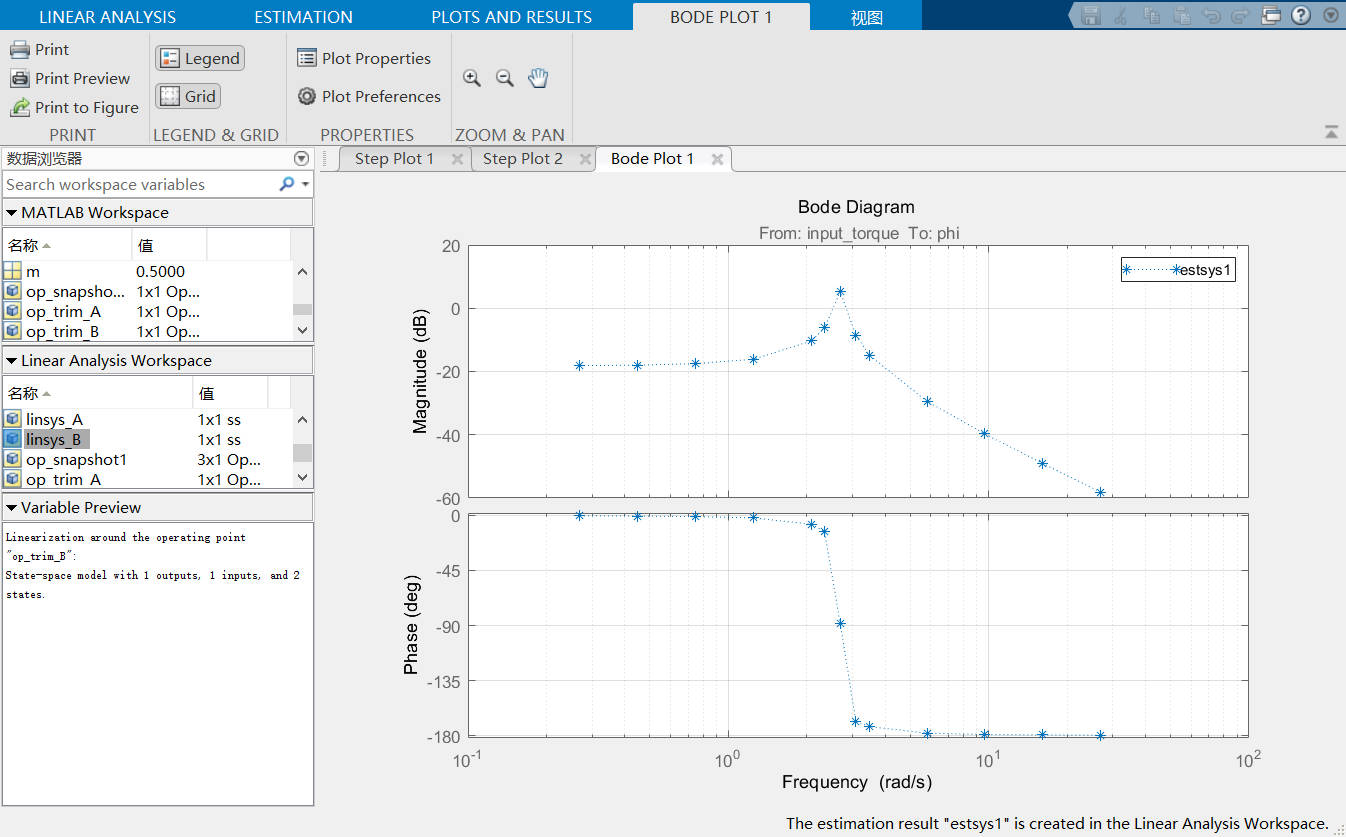 LINEAR ANALYSIS ESTIMATION PLOTS AND RESULTS BODE PLOT 1 视图
Print
Print Preview
Print to Figure
PRINT
Legend
Grid
LEGEND & GRID
Plot Properties
Plot Preferences
PROPERTIES
ZOOM & PAN
数据浏览器
Search workspace variables
MATLAB Workspace
名称 值
m 0.5000
op_snapsho... 1x1 Op...
op_trim_A 1x1 Op...
op_trim_B 1x1 Op...
Linear Analysis Workspace
名称 值
linsys_A 1x1 ss
linsys_B 1x1 ss
op_snapshot1 3x1 Op...
op_trim_A 1x1 Op...
Variable Preview
Linearization around the operating point
"op_trim_B":
State-space model with 1 outputs, 1 inputs, and 2
states.
Step Plot 1 Step Plot 2 Bode Plot 1
Bode Diagram
From: input_torque To: phi
Magnitude (dB)
20
0
-20
-40
-60
estsys1
Phase (deg)
0
-45
-90
-135
-180
10^-1 10^0 10^1 10^2
Frequency (rad/s)
The estimation result "estsys1" is created in the Linear Analysis Workspace.